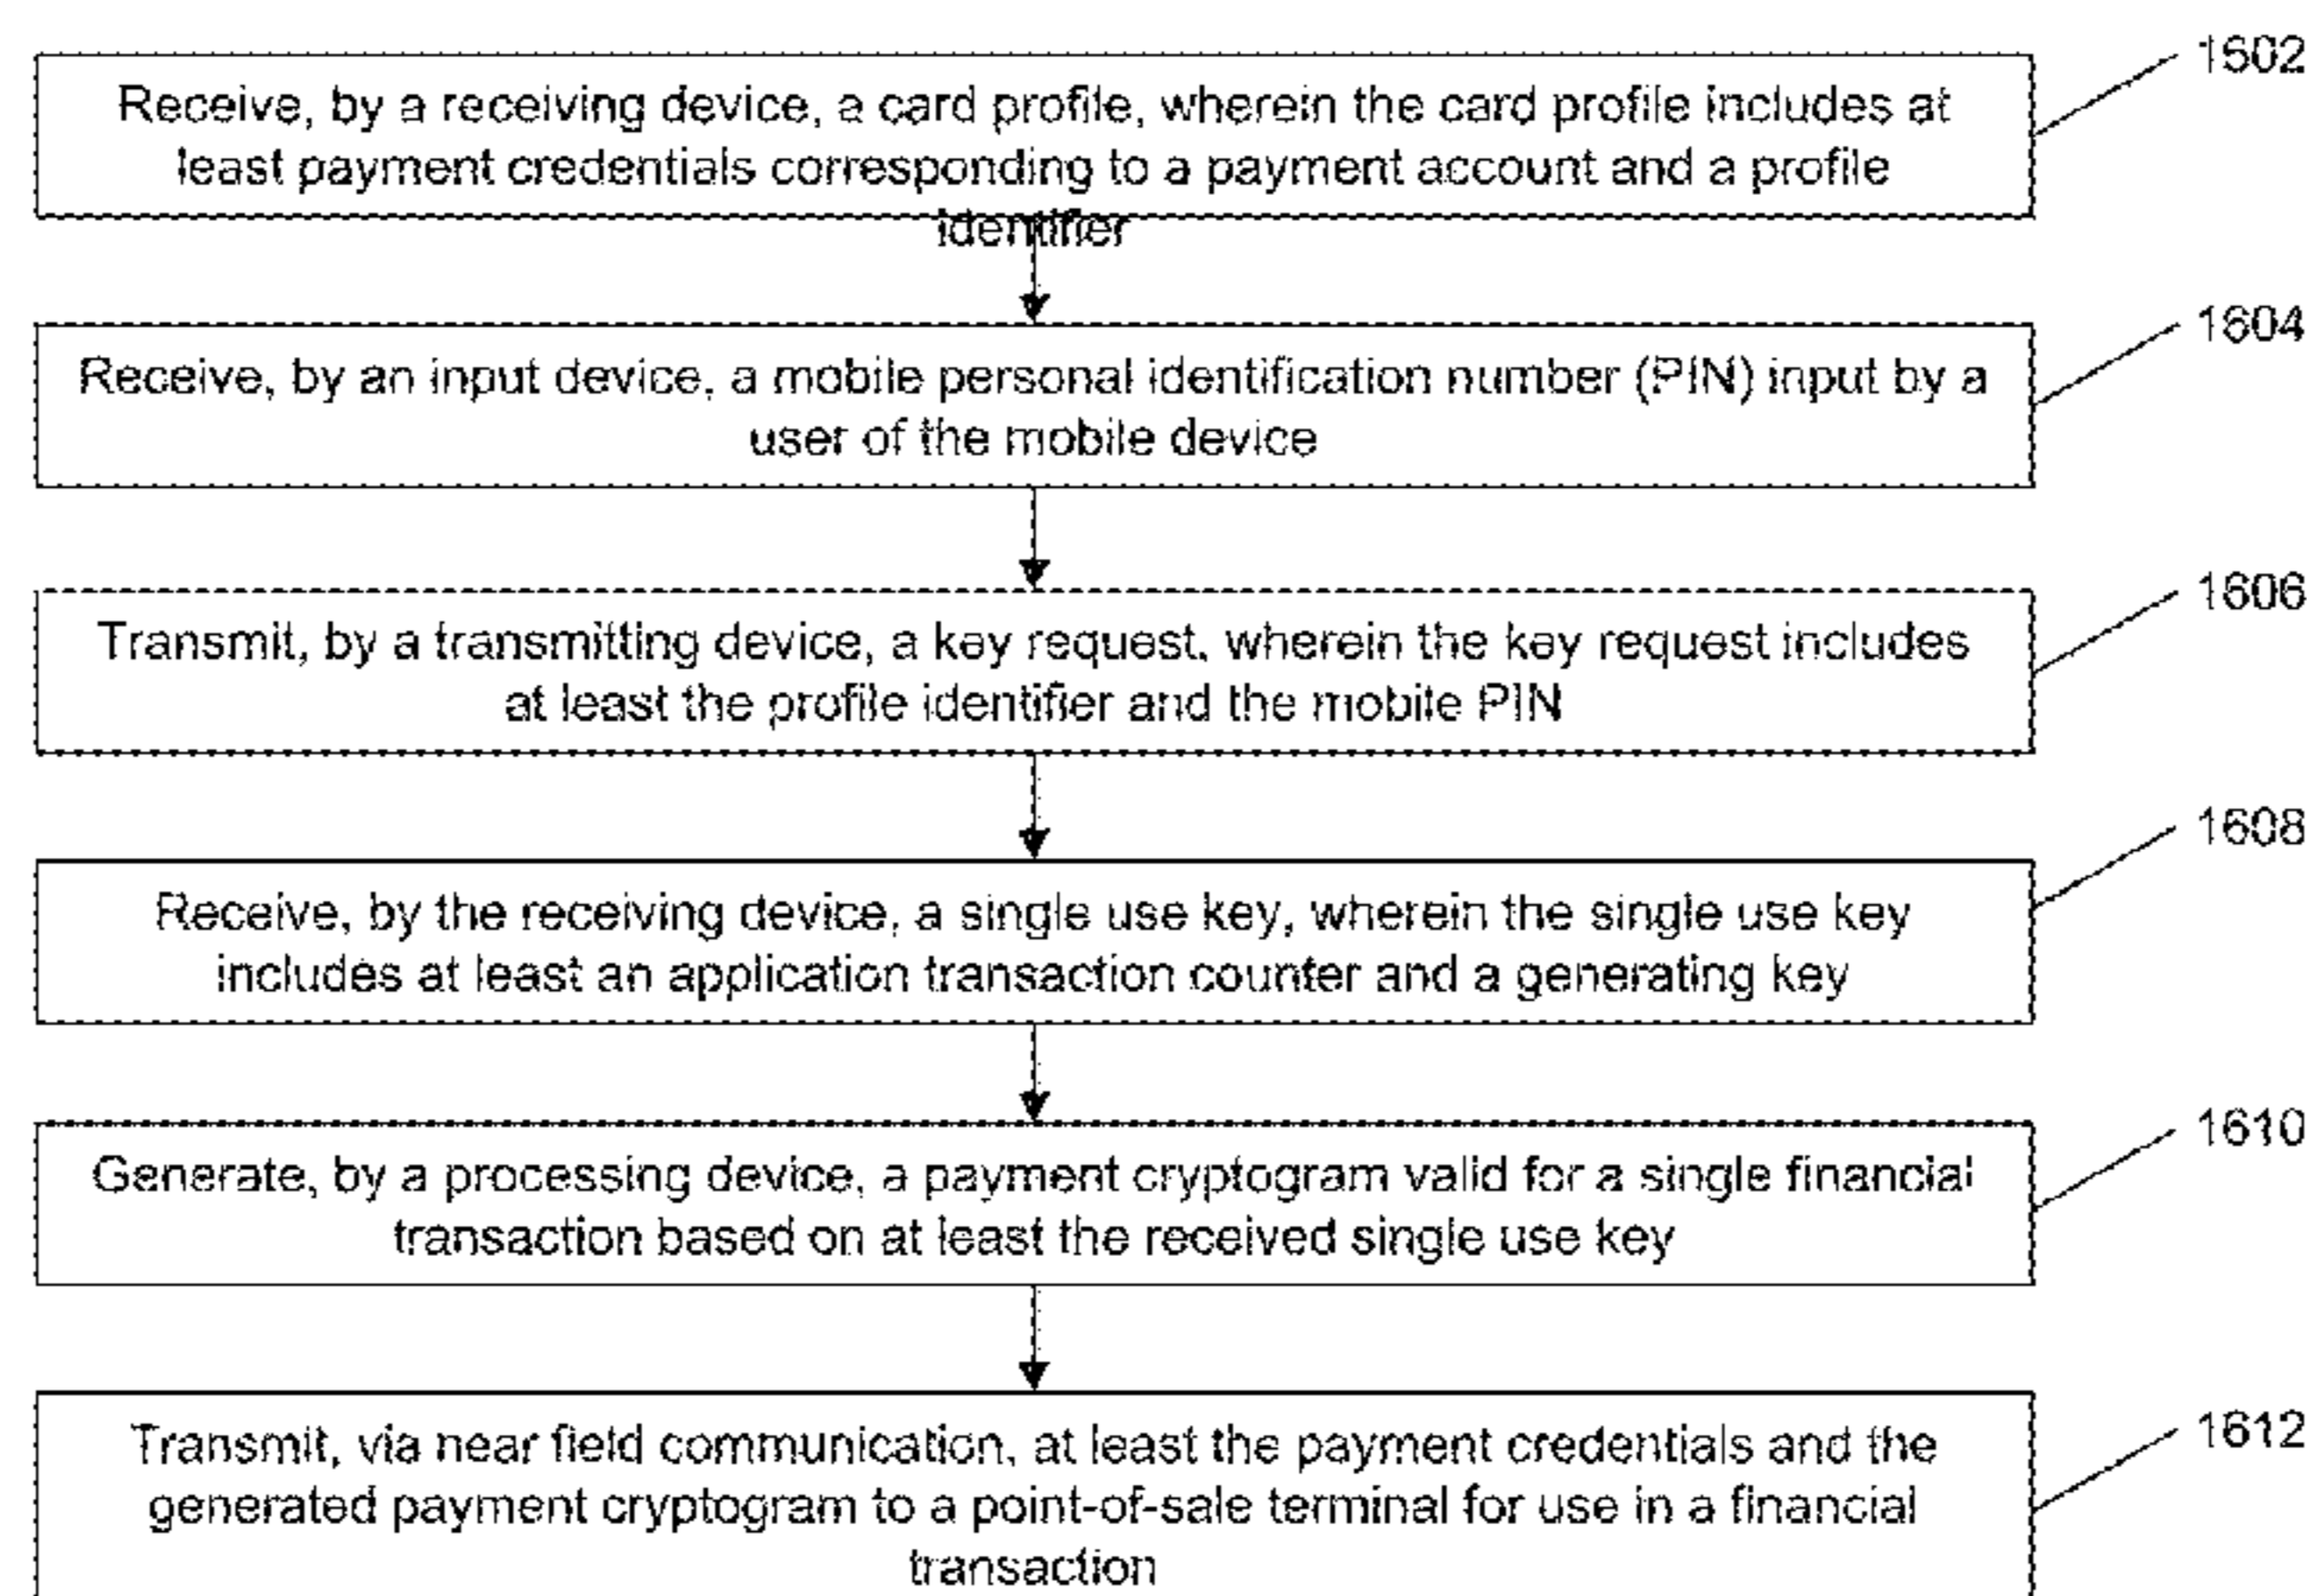 1602
Receive, by a receiving device, a card profile, wherein the card profile includes at
least payment credentials corresponding to a payment account and a profile
identifier
1604
Receive, by an input device, a mobile personal identification number (PIN) input by a
user of the mobile device
1606
Transmit, by a transmitting device, a key request, wherein the key request includes
at least the profile identifier and the mobile PIN
1608
Receive, by the receiving device, a single use key, wherein the single use key
includes at least an application transaction counter and a generating key
1610
Generate, by a processing device, a payment cryptogram valid for a single financial
transaction based on at least the received single use key
1612
Transmit, via near field communication, at least the payment credentials and the
generated payment cryptogram to a point-of-sale terminal for use in a financial
transaction